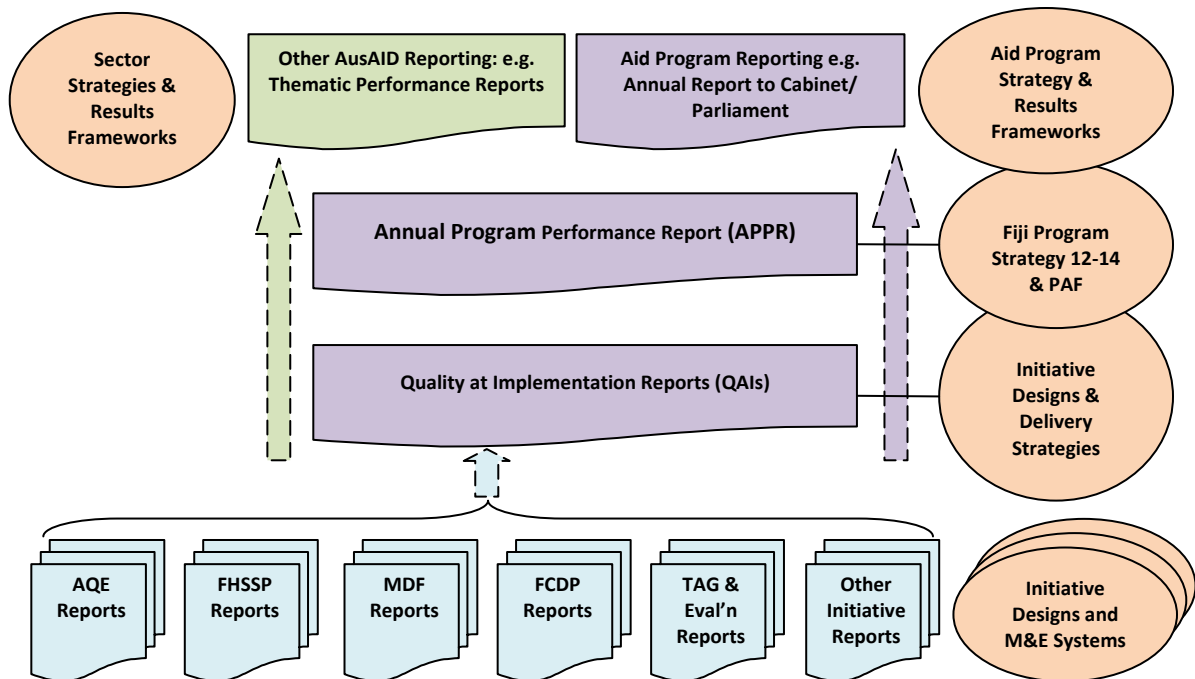 Sector
Strategies &
Results
Frameworks
Other AusAID Reporting: e.g.
Thematic Performance Reports
Aid Program Reporting e.g.
Annual Report to Cabinet/
Parliament
Aid Program
Strategy &
Results
Frameworks
Annual Program Performance Report (APPR)
Fiji Program
Strategy 12-14
& PAF
Quality at Implementation Reports (QAIs)
Initiative
Designs &
Delivery
Strategies
AQE
Reports
FHSSP
Reports
MDF
Reports
FCDP
Reports
TAG &
Eval’n
Reports
Other
Initiative
Reports
Initiative
Designs and
M&E Systems